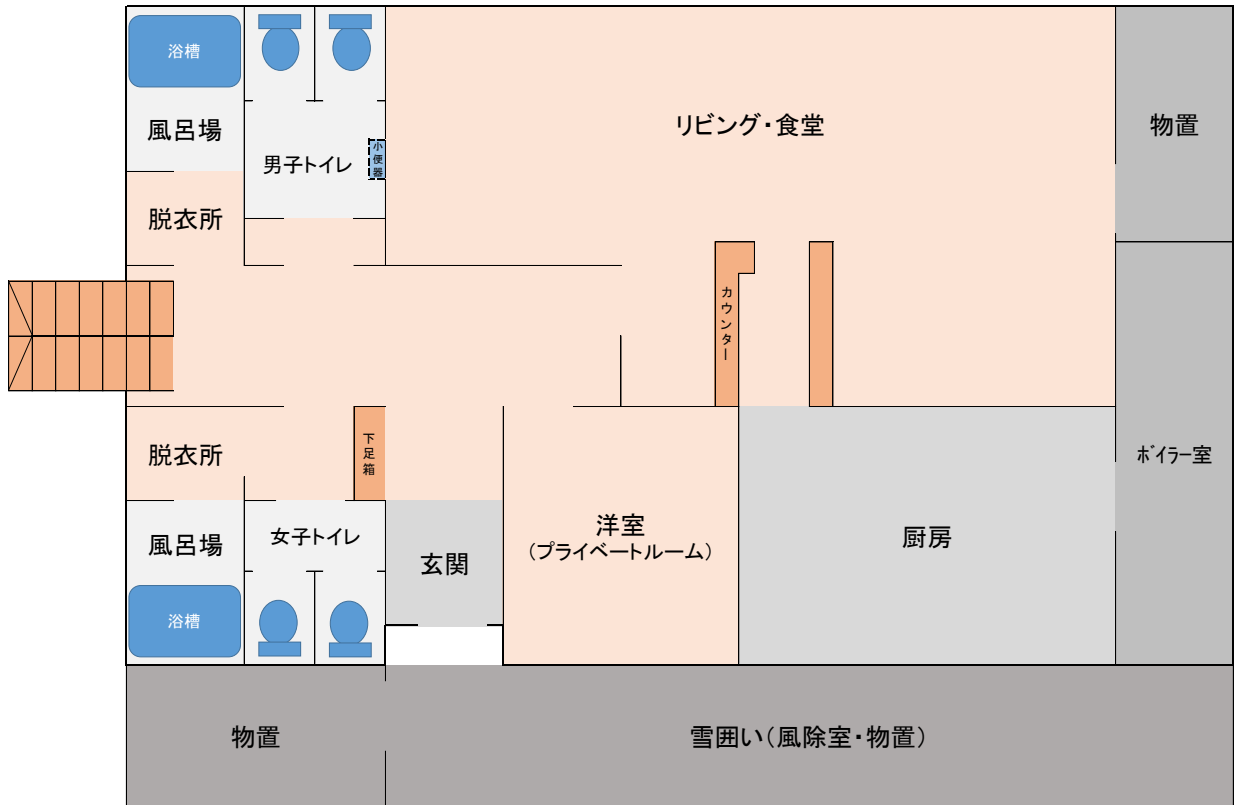 浴槽
風呂場
男子トイレ
小便器
リビング・食堂
物置
脱衣所
カウンター
脱衣所
下足箱
ﾎﾞｲﾗｰ室
風呂場
女子トイレ
玄関
洋室
（プライベートルーム）
厨房
浴槽
物置
雪囲い（風除室・物置）